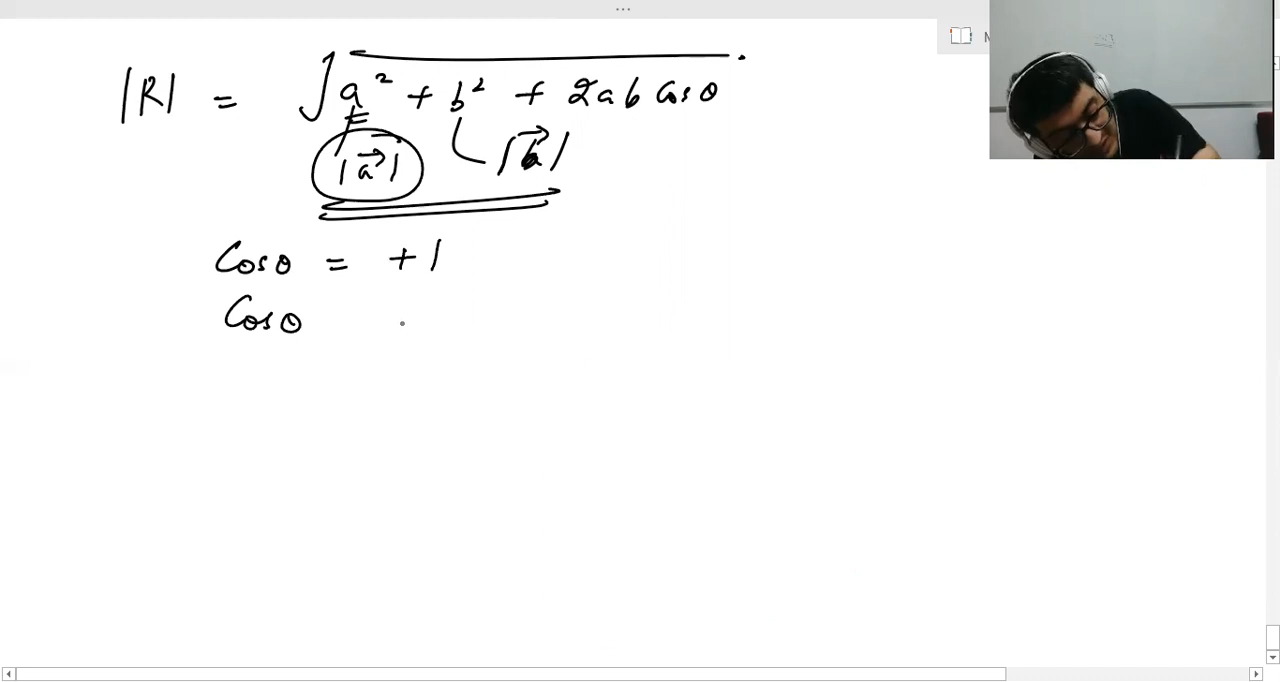 |R| = √a² + b² + 2ab Cosθ
|a⃗| |b⃗|
Cosθ = +1
Cosθ